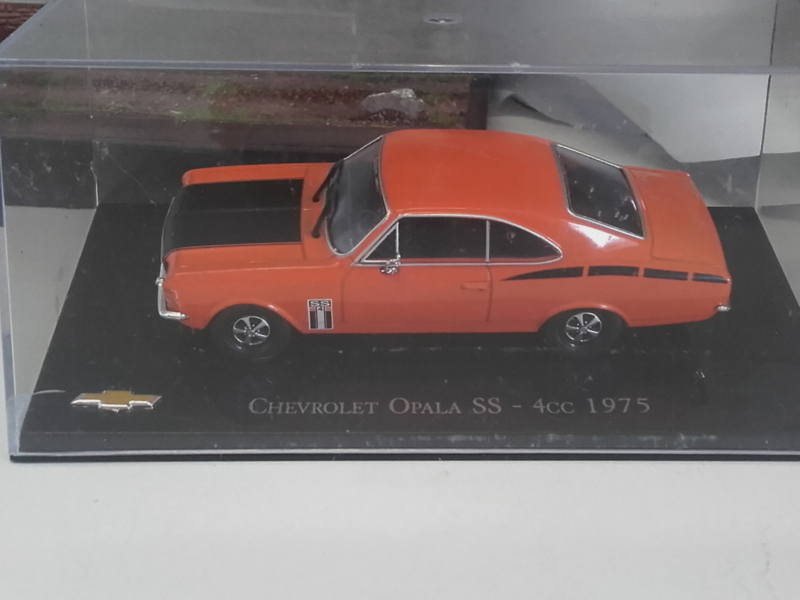 SS
Chevrolet Opala SS - 4cc 1975